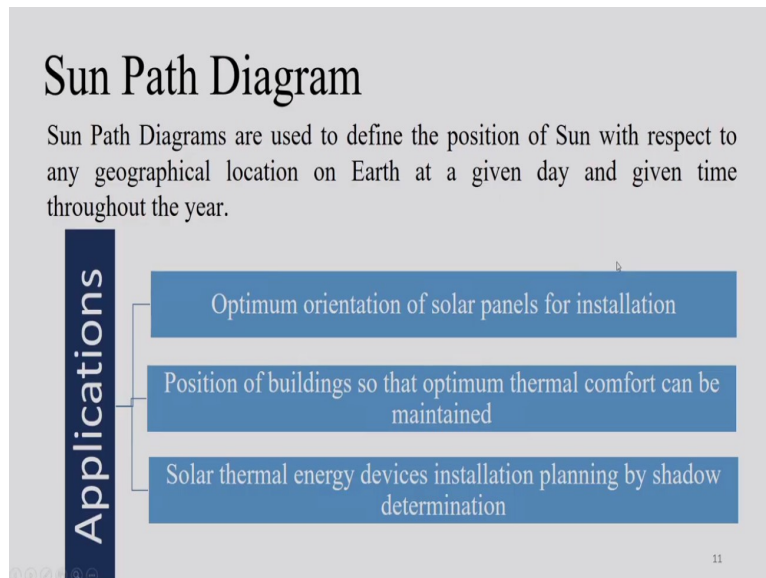 Sun Path Diagram
Sun Path Diagrams are used to define the position of Sun with respect to
any geographical location on Earth at a given day and given time
throughout the year.
Applications
Optimum orientation of solar panels for installation
Position of buildings so that optimum thermal comfort can be
maintained
Solar thermal energy devices installation planning by shadow
determination
11